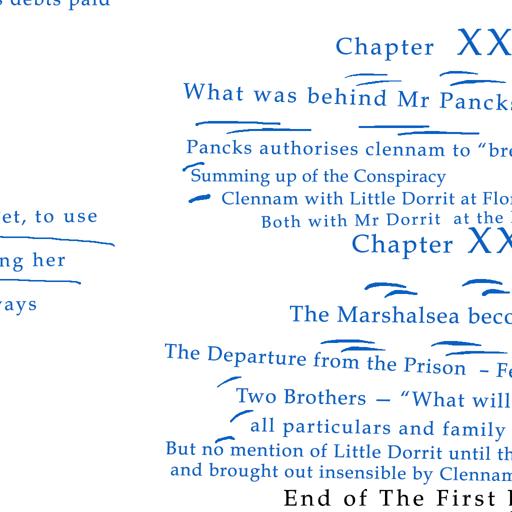 debts paid
et, to use
ng her
ays
Chapter XX
What was behind Mr Pancks
Pancks authorises clennam to “bre
Summing up of the Conspiracy
Clennam with Little Dorrit at Flor
Both with Mr Dorrit at the
Chapter XX
The Marshalsea beco
The Departure from the Prison – Fe
Two Brothers — “What will
all particulars and family
But no mention of Little Dorrit until th
and brought out insensible by Clennam
End of The First